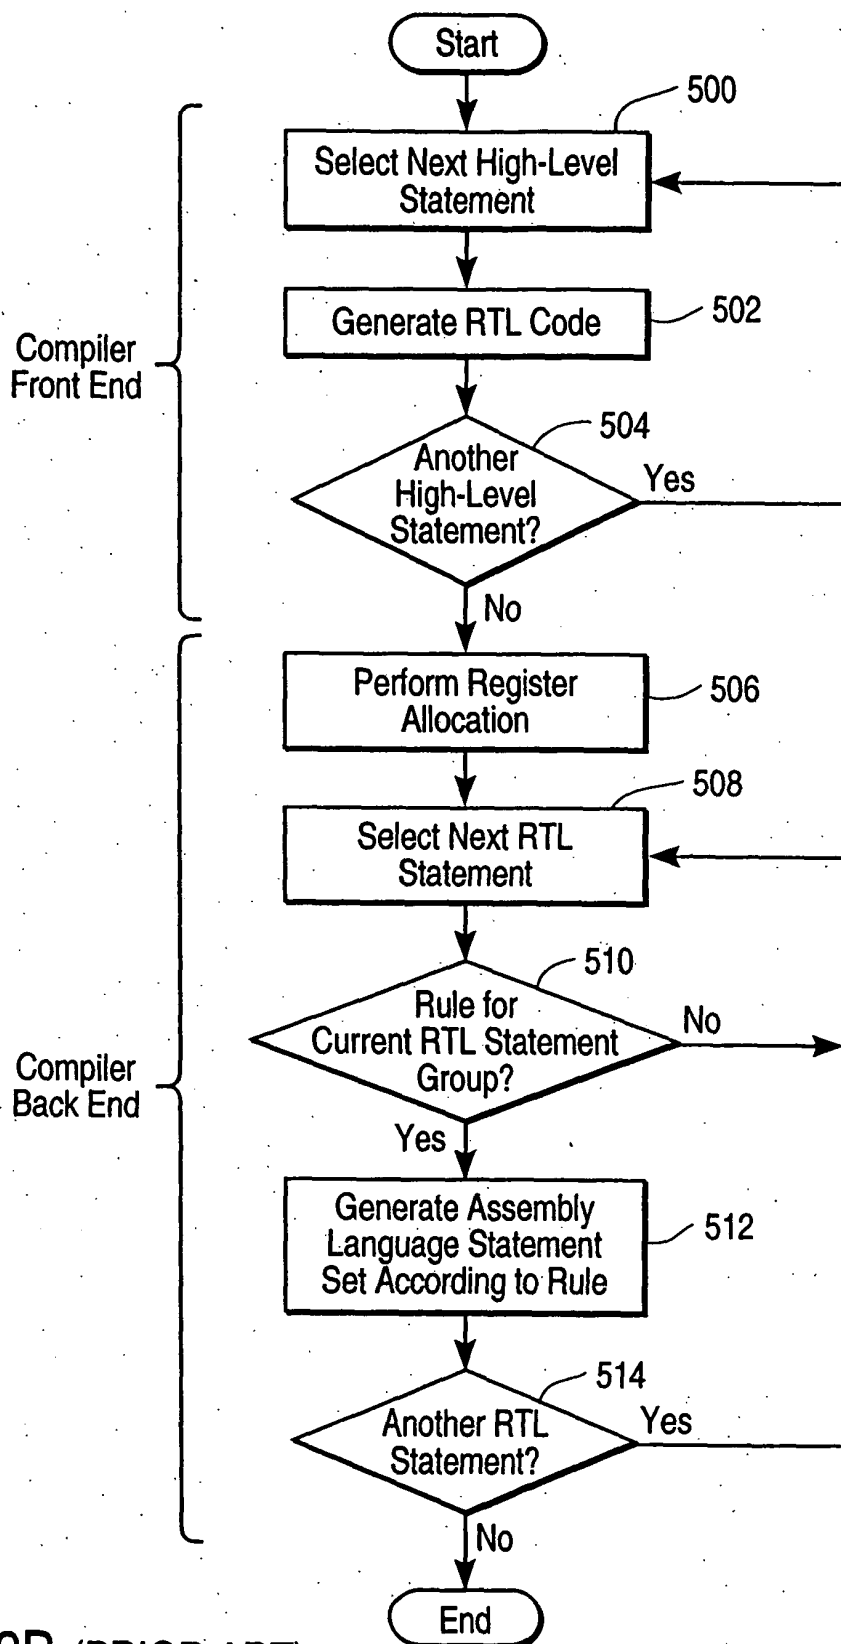 Start
500
Select Next High-Level
Statement
Generate RTL Code
502
Compiler
Front End
504
Another
High-Level
Statement?
Yes
No
Perform Register
Allocation
506
508
Select Next RTL
Statement
510
Rule for
Current RTL Statement
Group?
No
Compiler
Back End
Yes
Generate Assembly
Language Statement
Set According to Rule
512
514
Another RTL
Statement?
Yes
No
End